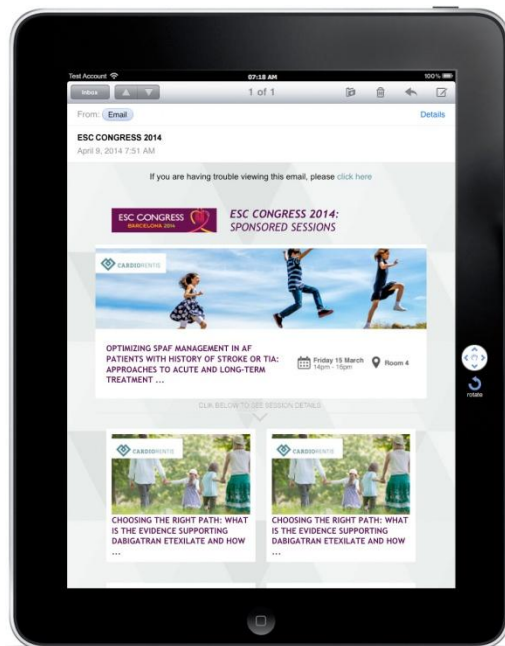 Test Account
07:18 AM
100%
Inbox
1 of 1
From: Email
Details
ESC CONGRESS 2014
April 9, 2014 7:51 AM
If you are having trouble viewing this email, please click here
ESC CONGRESS
BARCELONA 2014
ESC CONGRESS 2014:
SPONSORED SESSIONS
CARDIORENTIS
OPTIMIZING SPAF MANAGEMENT IN AF
PATIENTS WITH HISTORY OF STROKE OR TIA:
APPROACHES TO ACUTE AND LONG-TERM
TREATMENT ...
Friday 15 March
14pm - 16pm
Room 4
CLIK BELOW TO SEE SESSION DETAILS
CARDIORENTIS
CHOOSING THE RIGHT PATH: WHAT
IS THE EVIDENCE SUPPORTING
DABIGATRAN ETEXILATE AND HOW
...
CARDIORENTIS
CHOOSING THE RIGHT PATH: WHAT
IS THE EVIDENCE SUPPORTING
DABIGATRAN ETEXILATE AND HOW
...
rotate